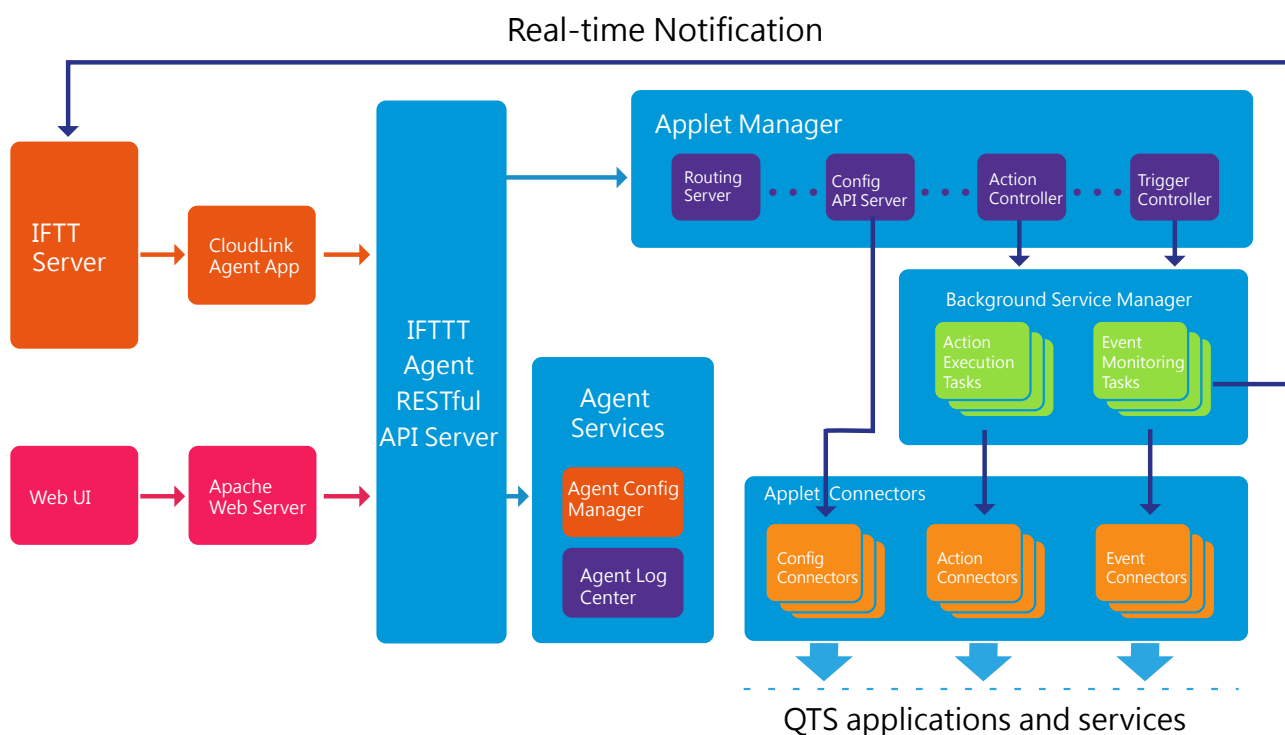 Real-time Notification
IFTT
Server
CloudLink
Agent App
Web UI
Apache
Web Server
IFTTT
Agent
RESTful
API Server
Applet Manager
Routing
Server
Config
API Server
Action
Controller
Trigger
Controller
Background Service Manager
Action
Execution
Tasks
Event
Monitoring
Tasks
Agent
Services
Agent Config
Manager
Agent Log
Center
Applet Connectors
Config
Connectors
Action
Connectors
Event
Connectors
QTS applications and services